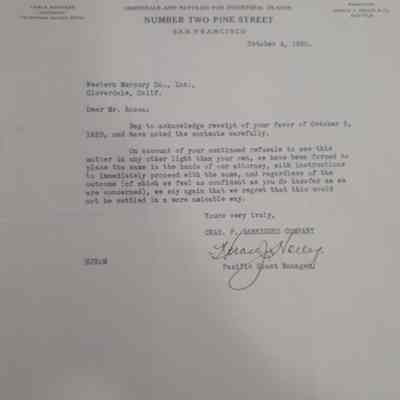 CABLE ADDRESS
MATERIALS AND SUPPLIES FOR INDUSTRIAL PLANTS
NUMBER TWO PINE STREET
SAN FRANCISCO
SEATTLE
October 4, 1920.
Western Mercury Co., Inc.,
Cloverdale, Calif.
Dear Mr.
Beg to acknowledge receipt of your favor of October
and have noted the contents carefully.
On account of your continued refusals to see this
matter in any other light than your own, we have been forced to
place the same in the hands of our attorney, with instructions
to immediately proceed with the same, and regardless of the
outcome (of which we feel as confident as you do insofar as we
are concerned), we say again that we regret that this could
not be settled in a more amicable way.
Yours very truly,
CHAS. F. COMPANY
Pacific Coast Manager.